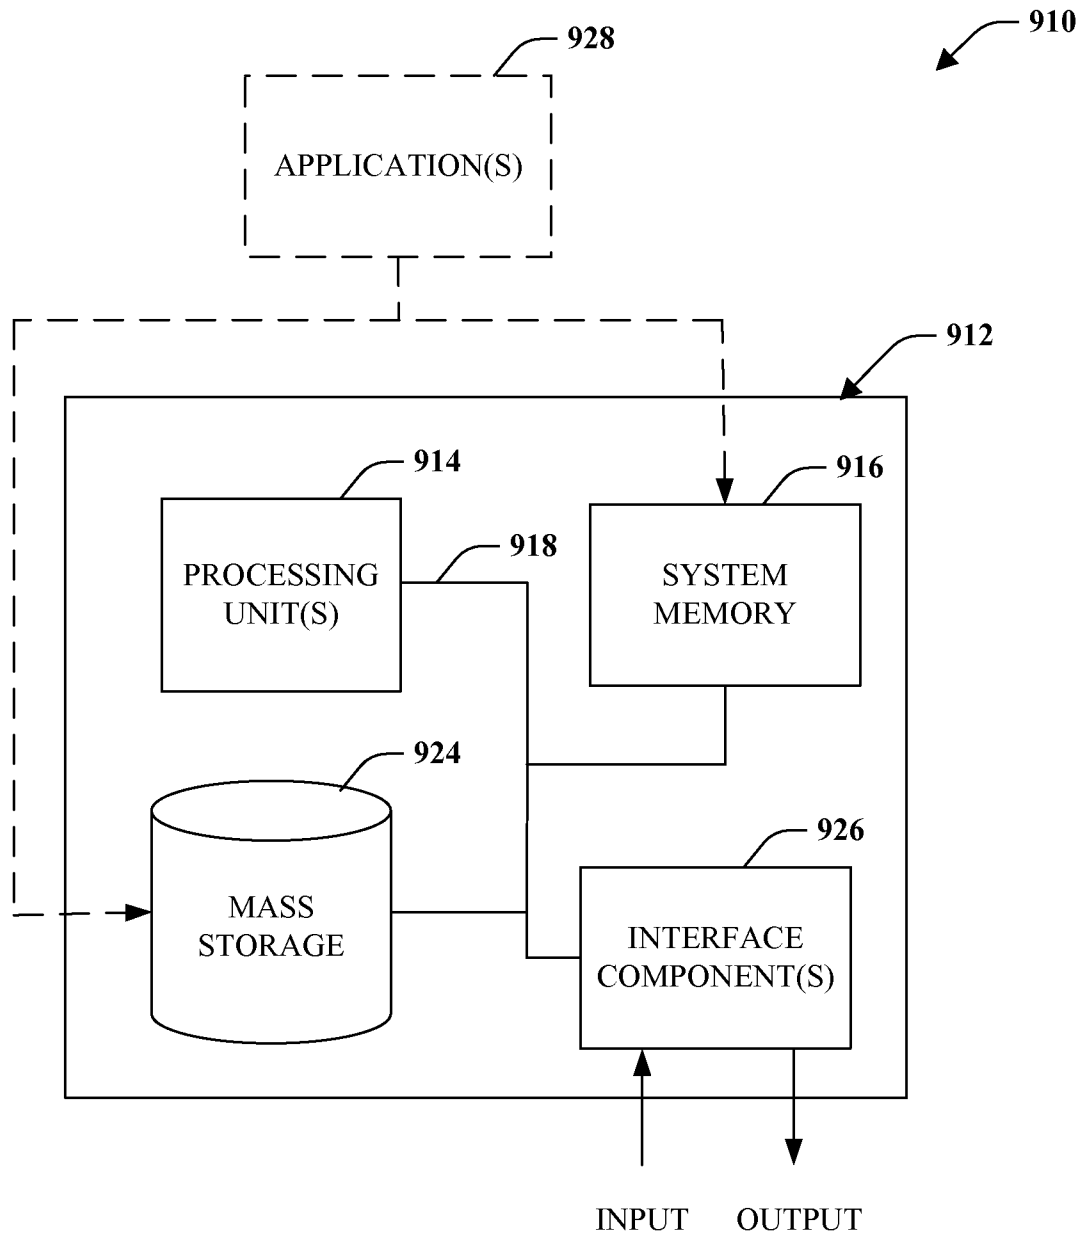 910
928
APPLICATION(S)
912
914
916
918
PROCESSING
UNIT(S)
SYSTEM
MEMORY
924
926
MASS
STORAGE
INTERFACE
COMPONENT(S)
INPUT
OUTPUT